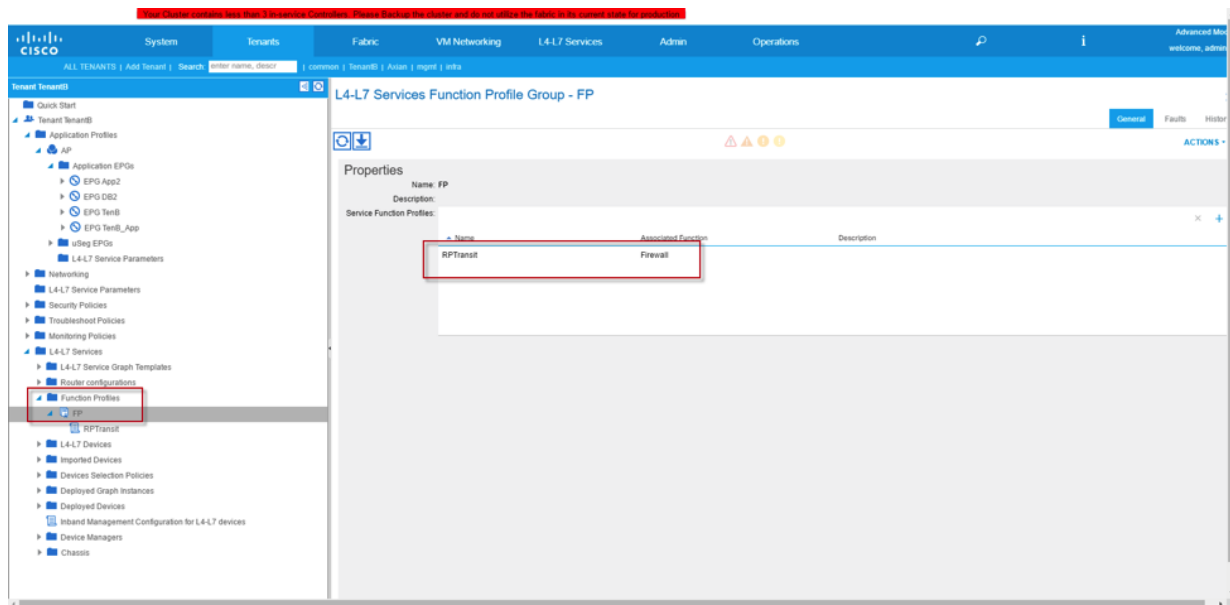 Your Cluster contains less than 3 in-service Controllers. Please Backup the cluster and do not utilize the fabric in its current state for production.
CISCO
System Tenants Fabric VM Networking L4-L7 Services Admin Operations i
Advanced Mod
welcome, admin
ALL TENANTS | Add Tenant | Search: enter name, descr | common | TenantB | Asian | mgmt | infra
Tenant TenantB
Quick Start
Tenant TenantB
Application Profiles
AP
Application EPGs
EPG App2
EPG DB2
EPG TenB
EPG TenB_App
uSeg EPGs
L4-L7 Service Parameters
Networking
L4-L7 Service Parameters
Security Policies
Troubleshoot Policies
Monitoring Policies
L4-L7 Services
L4-L7 Service Graph Templates
Router configurations
Function Profiles
FP
RPTransit
L4-L7 Devices
Imported Devices
Devices Selection Policies
Deployed Graph Instances
Deployed Devices
Inband Management Configuration for L4-L7 devices
Device Managers
Chassis
L4-L7 Services Function Profile Group - FP
General Faults Histor
ACTIONS
Properties
Name: FP
Description:
Service Function Profiles:
Name Associated Function Description
RPTransit Firewall